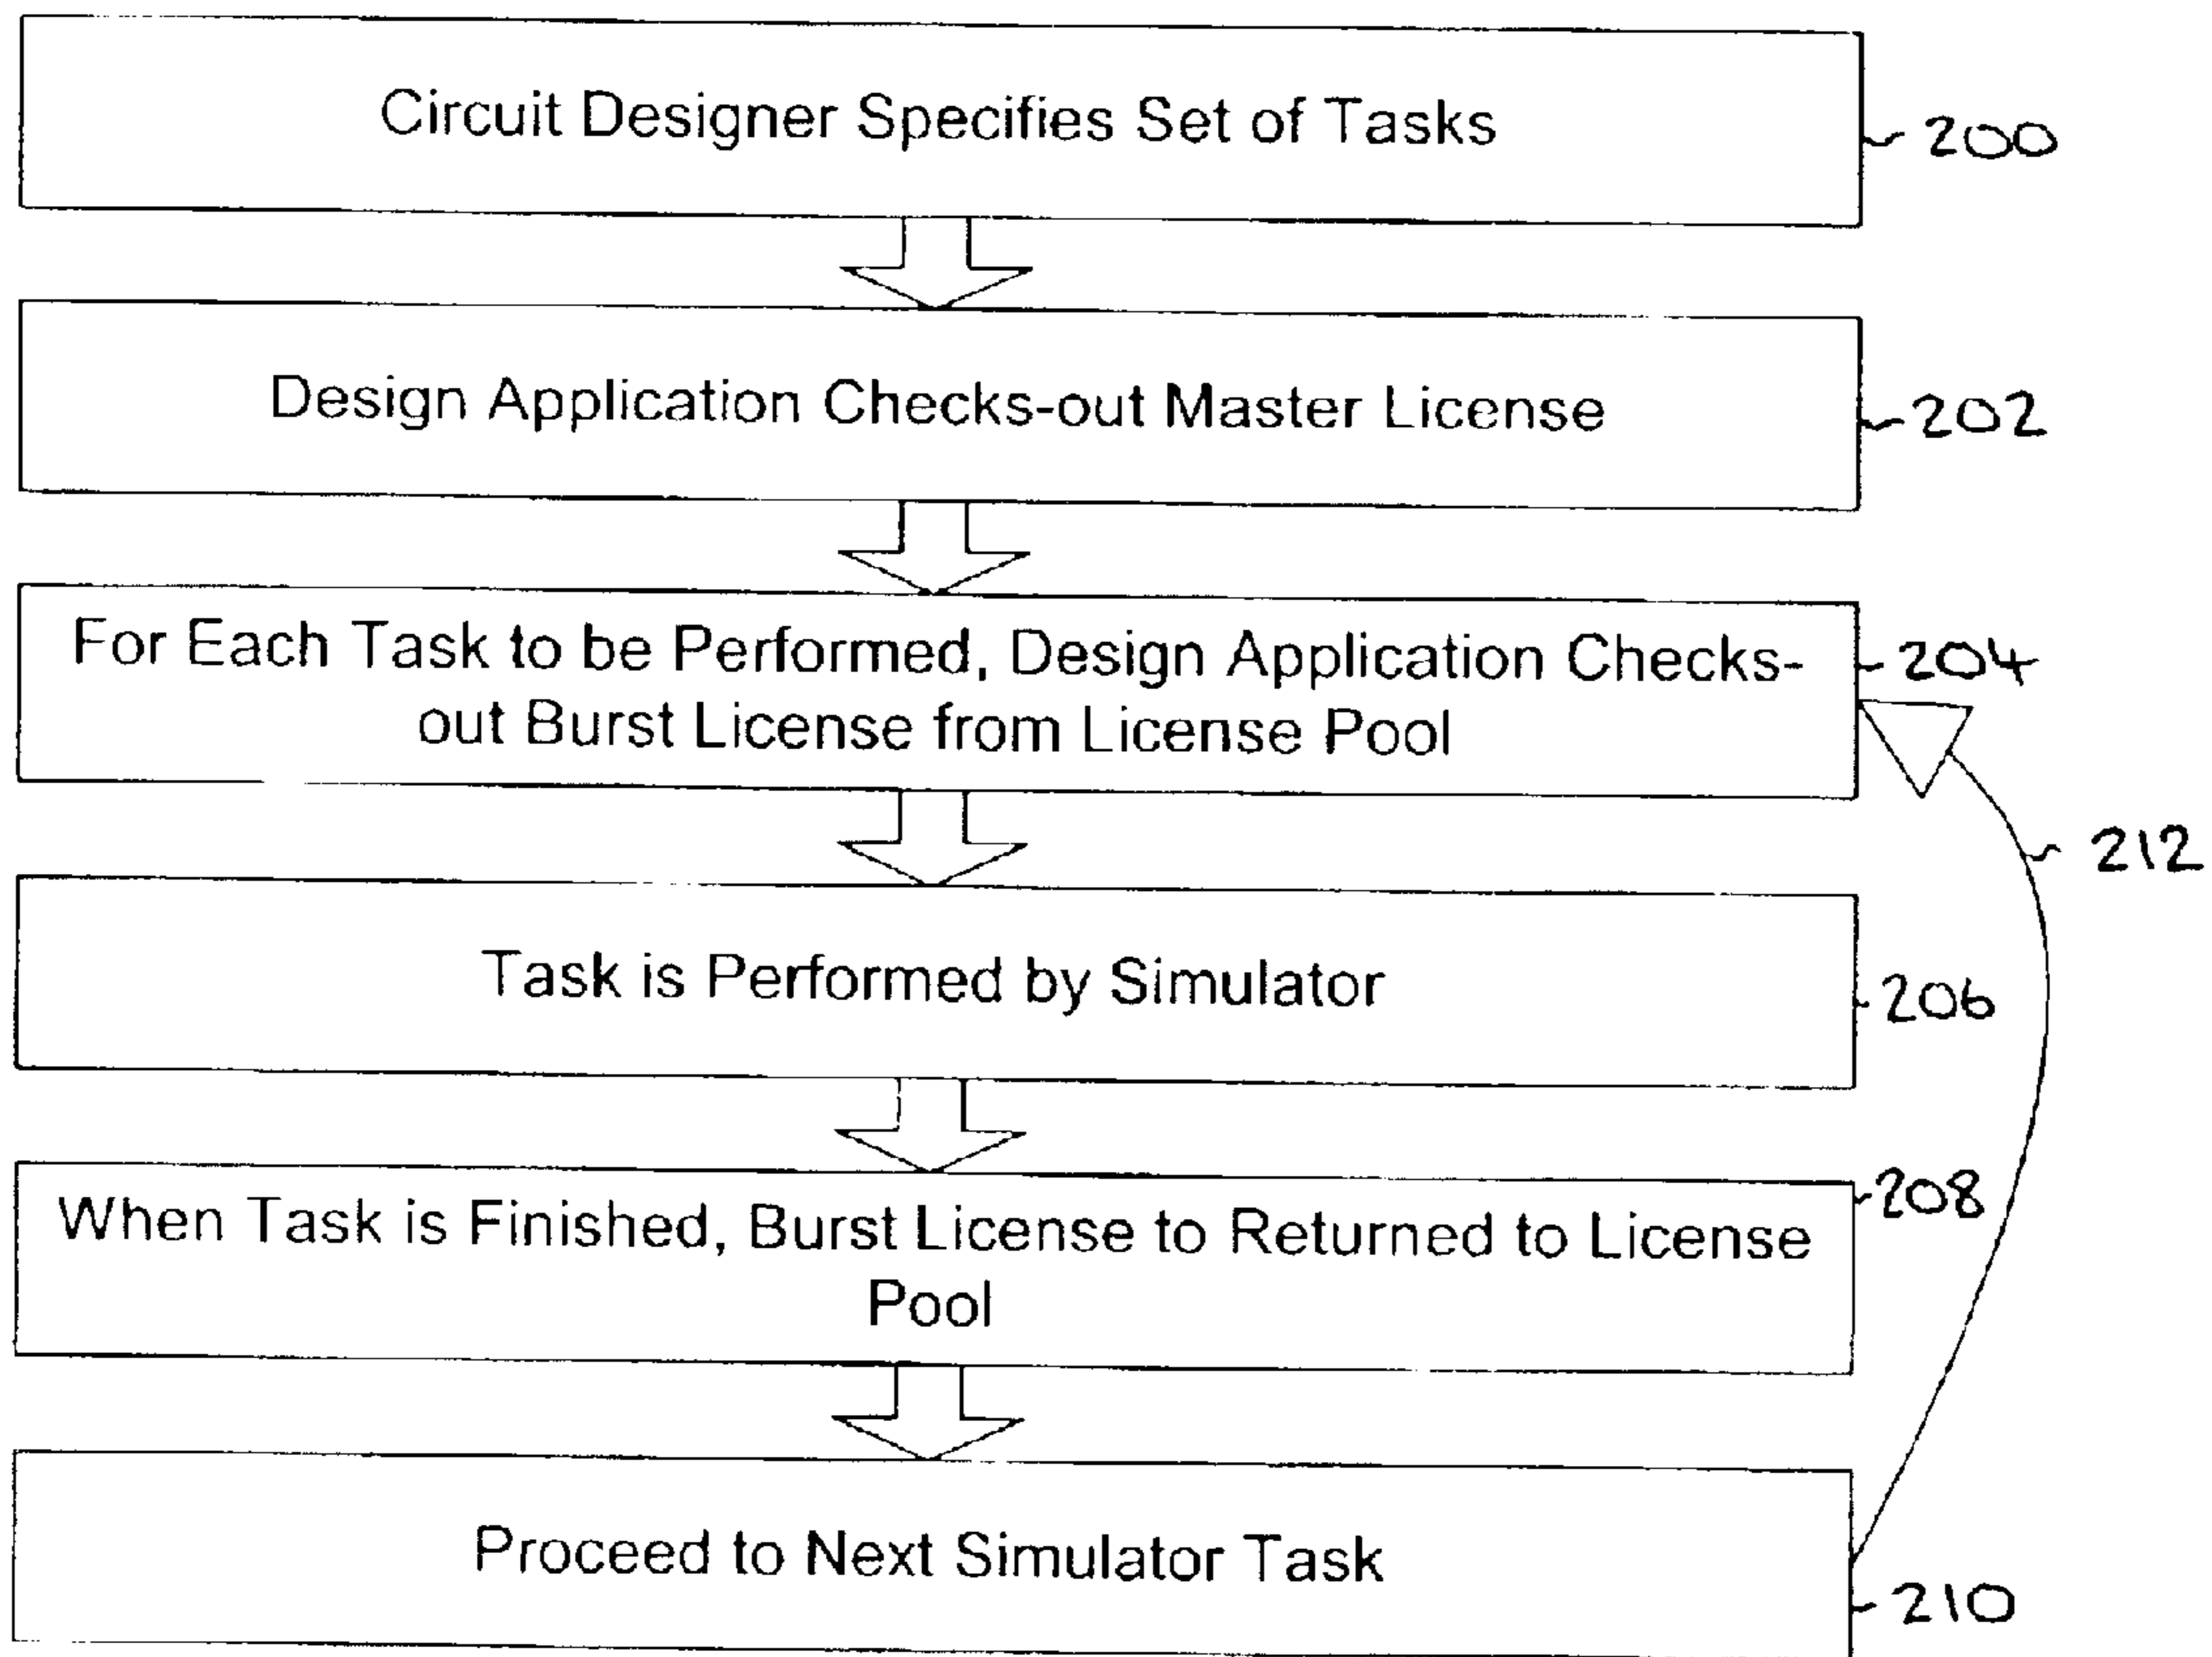 Circuit Designer Specifies Set of Tasks
200
Design Application Checks-out Master License
202
For Each Task to be Performed, Design Application Checks-
out Burst License from License Pool
204
212
Task is Performed by Simulator
206
When Task is Finished, Burst License to Returned to License
Pool
208
Proceed to Next Simulator Task
210